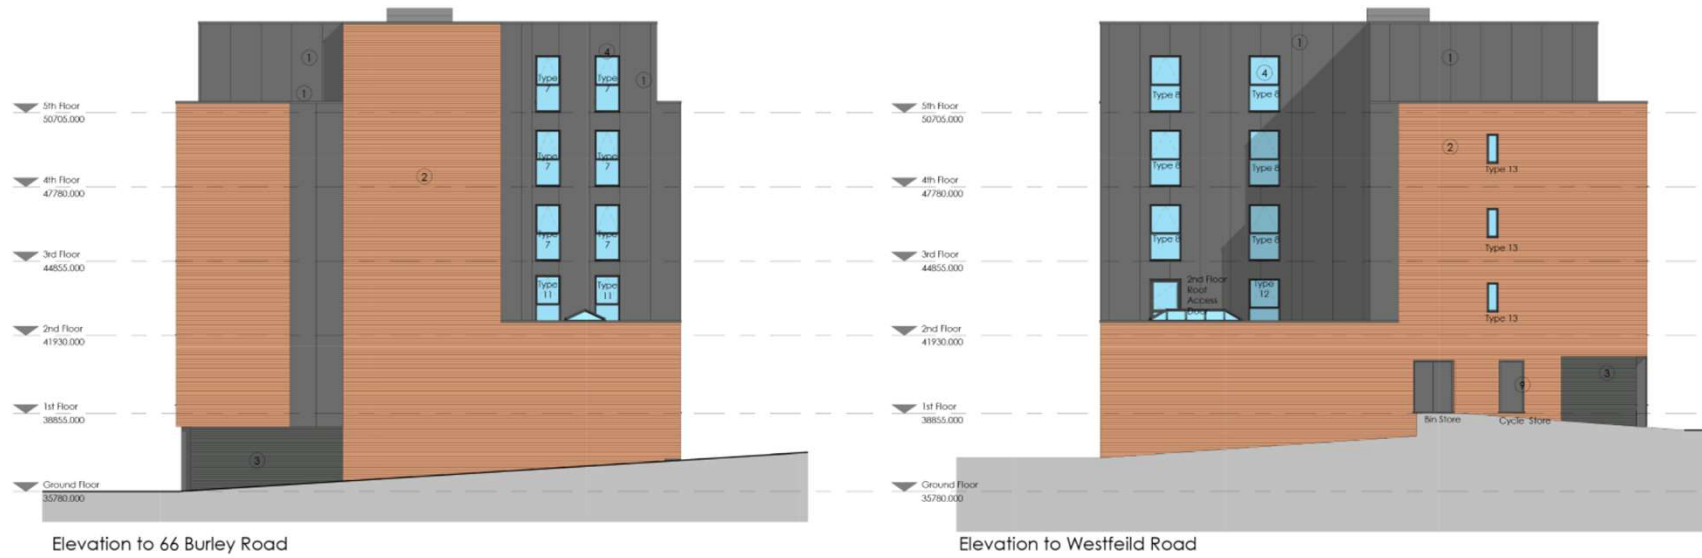 1
4
Type
7
Type
7
1
1
5th Floor
50705.000
Type
7
Type
7
2
4th Floor
47780.000
Type
7
Type
7
3rd Floor
44855.000
Type
11
Type
11
2nd Floor
41930.000
1st Floor
38855.000
3
Ground Floor
35780.000
Elevation to 66 Burley Road
1
1
4
Type 8
Type 8
5th Floor
50705.000
2
Type 8
Type 8
Type 13
4th Floor
47780.000
Type 8
Type 8
Type 13
3rd Floor
44855.000
2nd Floor
Roof
Access
Door
Type
12
Type 13
2nd Floor
41930.000
3
9
1st Floor
38855.000
Bin Store
Cycle Store
Ground Floor
35780.000
Elevation to Westfeild Road